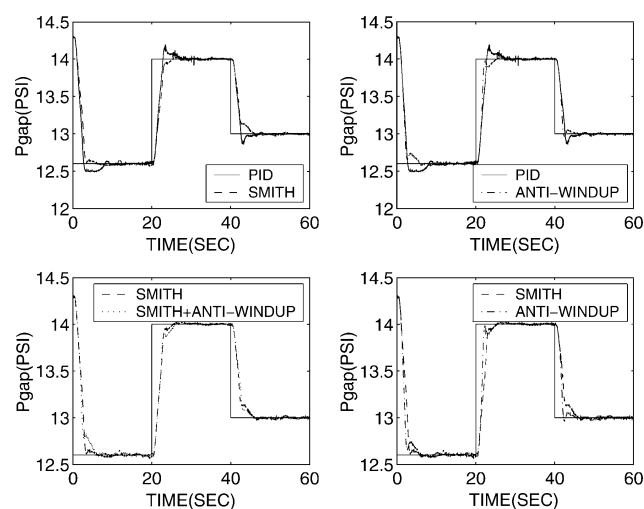 14.5
14
13.5
13
12.5
12
Pgap(PSI)
PID
SMITH
0
20
40
60
TIME(SEC)
14.5
14
13.5
13
12.5
12
Pgap(PSI)
PID
ANTI-WINDUP
0
20
40
60
TIME(SEC)
14.5
14
13.5
13
12.5
Pgap(PSI)
SMITH
SMITH+ANTI-WINDUP
0
20
40
60
TIME(SEC)
14.5
14
13.5
13
12.5
Pgap(PSI)
SMITH
ANTI-WINDUP
0
20
40
60
TIME(SEC)